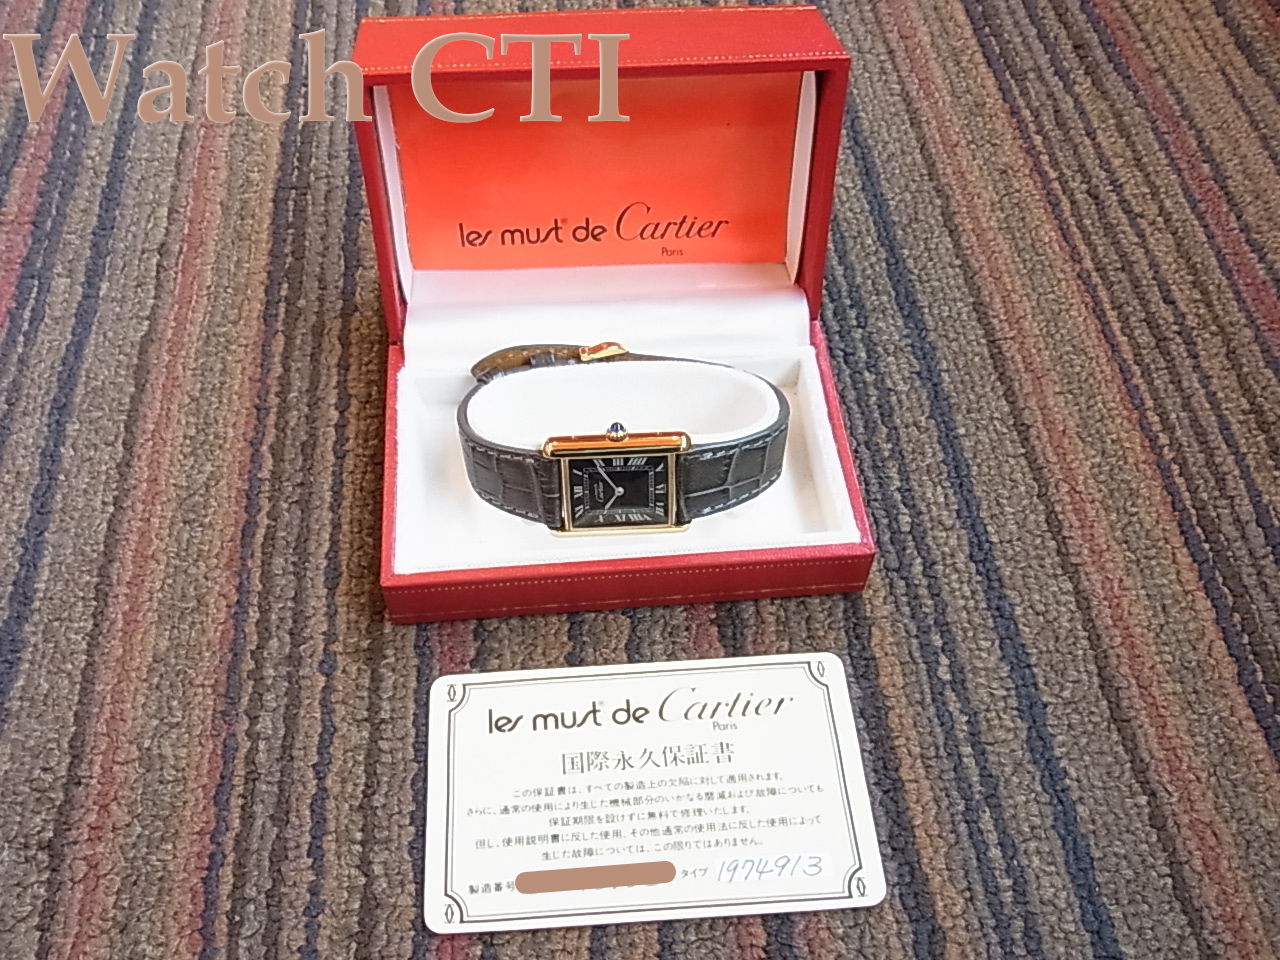 Watch CTI
les must® de Cartier
Paris
les must® de Cartier
Paris
国際永久保証書
この保証書は、すべての製造上の欠陥に対して適用されます。
さらに、通常の使用により生じた機械部分のいかなる磨滅および故障についても
保証期限を設けずに無料で修理いたします。
但し、使用説明書に反した使用、その他通常の使用法に反した使用によって
生じた故障については、この限りではありません。
製造番号 タイプ 1974913